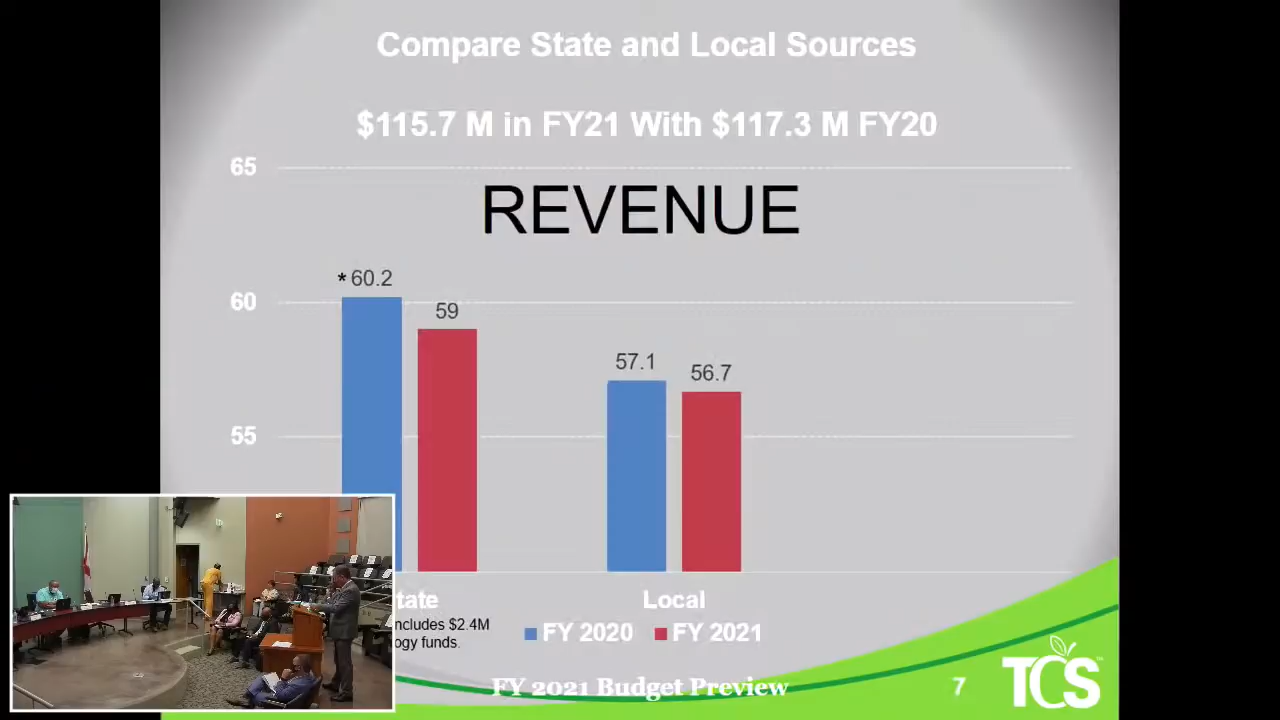 Compare State and Local Sources
$115.7 M in FY21 With $117.3 M FY20
65
REVENUE
*60.2
60
59
57.1
56.7
55
tate
Local
ncludes $2.4M
ogy funds.
FY 2020
FY 2021
FY 2021 Budget Preview
7
TCS